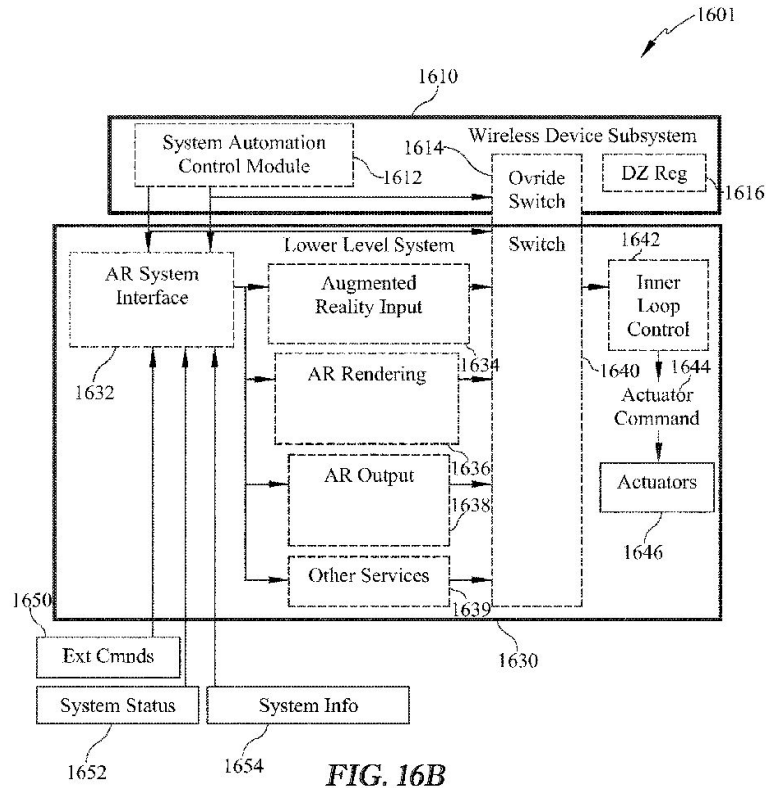 1601
1610
System Automation
Control Module
1612
1614
Wireless Device Subsystem
Ovride
Switch
DZ Reg
1616
Lower Level System
Switch
1642
AR System
Interface
1632
Augmented
Reality Input
1634
Inner
Loop
Control
1640
1644
AR Rendering
1636
Actuator
Command
AR Output
1638
Actuators
1646
Other Services
1639
1650
Ext Cmnds
1630
System Status
System Info
1652
1654
FIG. 16B